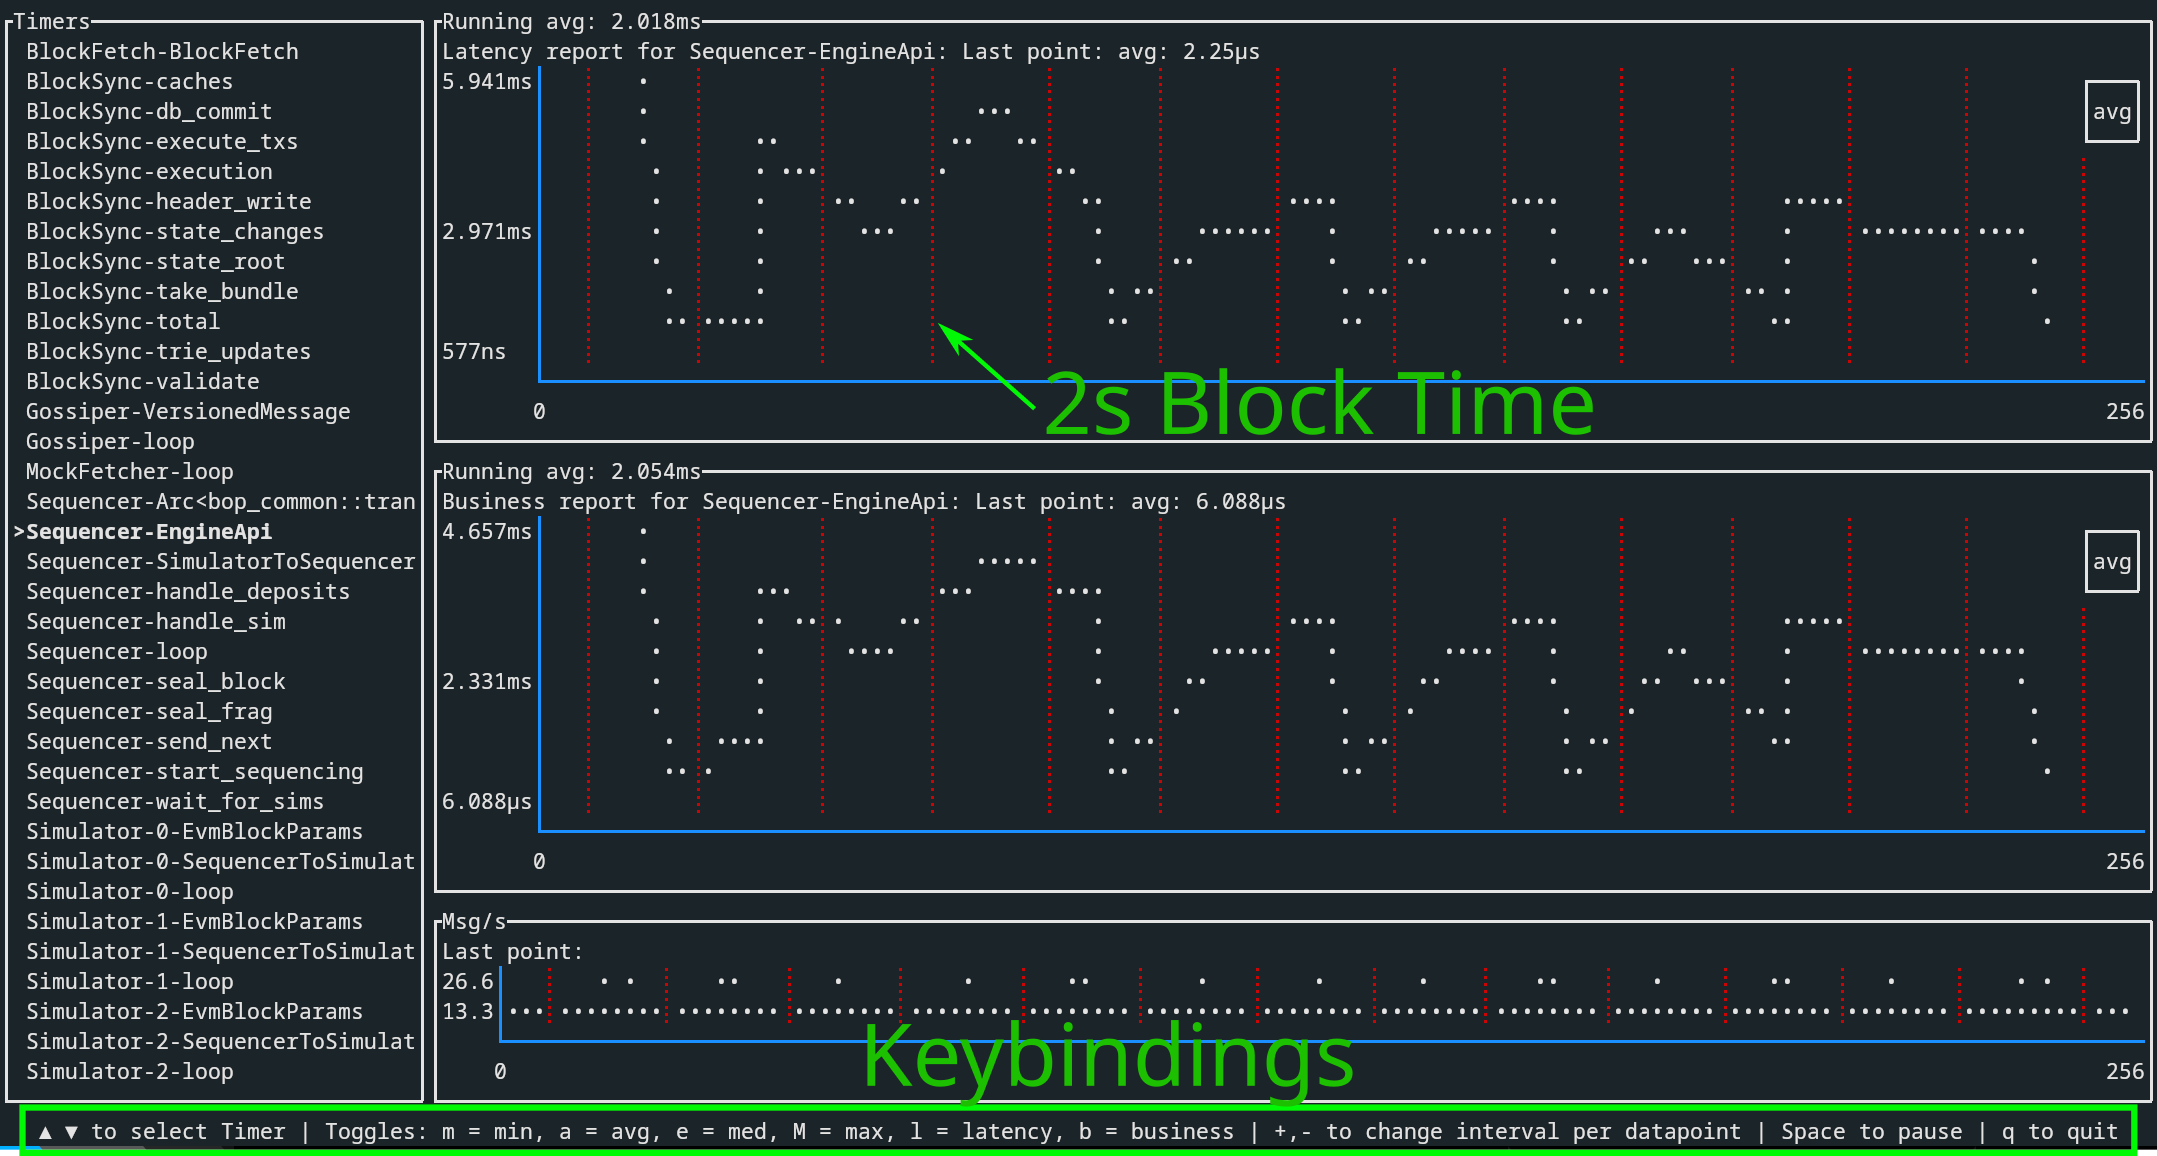 Timers
BlockFetch-BlockFetch
BlockSync-caches
BlockSync-db_commit
BlockSync-execute_txs
BlockSync-execution
BlockSync-header_write
BlockSync-state_changes
BlockSync-state_root
BlockSync-take_bundle
BlockSync-total
BlockSync-trie_updates
BlockSync-validate
Gossiper-VersionedMessage
Gossiper-loop
MockFetcher-loop
Sequencer-Arc<bop_common::tran
>Sequencer-EngineApi
Sequencer-SimulatorToSequencer
Sequencer-handle_deposits
Sequencer-handle_sim
Sequencer-loop
Sequencer-seal_block
Sequencer-seal_frag
Sequencer-send_next
Sequencer-start_sequencing
Sequencer-wait_for_sims
Simulator-0-EvmBlockParams
Simulator-0-SequencerToSimulat
Simulator-0-loop
Simulator-1-EvmBlockParams
Simulator-1-SequencerToSimulat
Simulator-1-loop
Simulator-2-EvmBlockParams
Simulator-2-SequencerToSimulat
Simulator-2-loop
Running avg: 2.018ms
Latency report for Sequencer-EngineApi: Last point: avg: 2.25µs
5.941ms
avg
2.971ms
577ns
2s Block Time
0 256
Running avg: 2.054ms
Business report for Sequencer-EngineApi: Last point: avg: 6.088µs
4.657ms
avg
2.331ms
6.088µs
0 256
Msg/s
Last point:
26.6
13.3
Keybindings
0 256
▲ ▼ to select Timer | Toggles: m = min, a = avg, e = med, M = max, l = latency, b = business | +,- to change interval per datapoint | Space to pause | q to quit